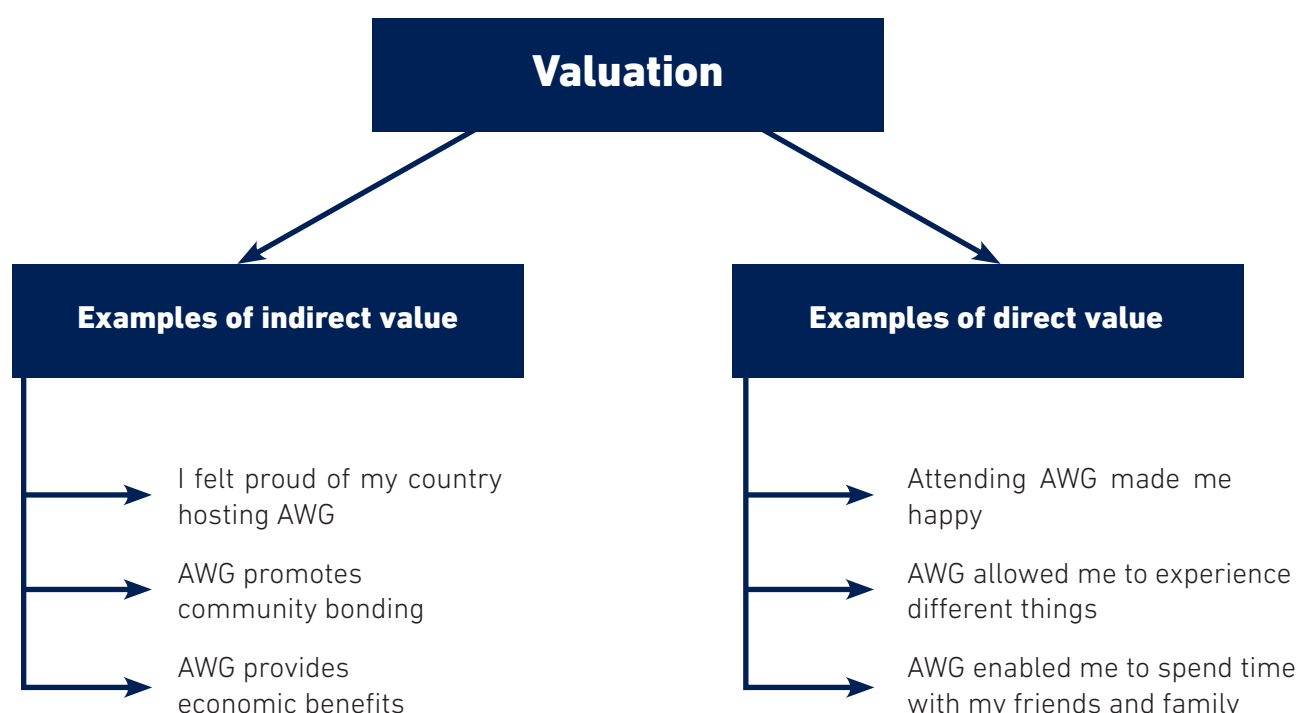 Valuation
Examples of indirect value
I felt proud of my country
hosting AWG
AWG promotes
community bonding
AWG provides
economic benefits
Examples of direct value
Attending AWG made me
happy
AWG allowed me to experience
different things
AWG enabled me to spend time
with my friends and family